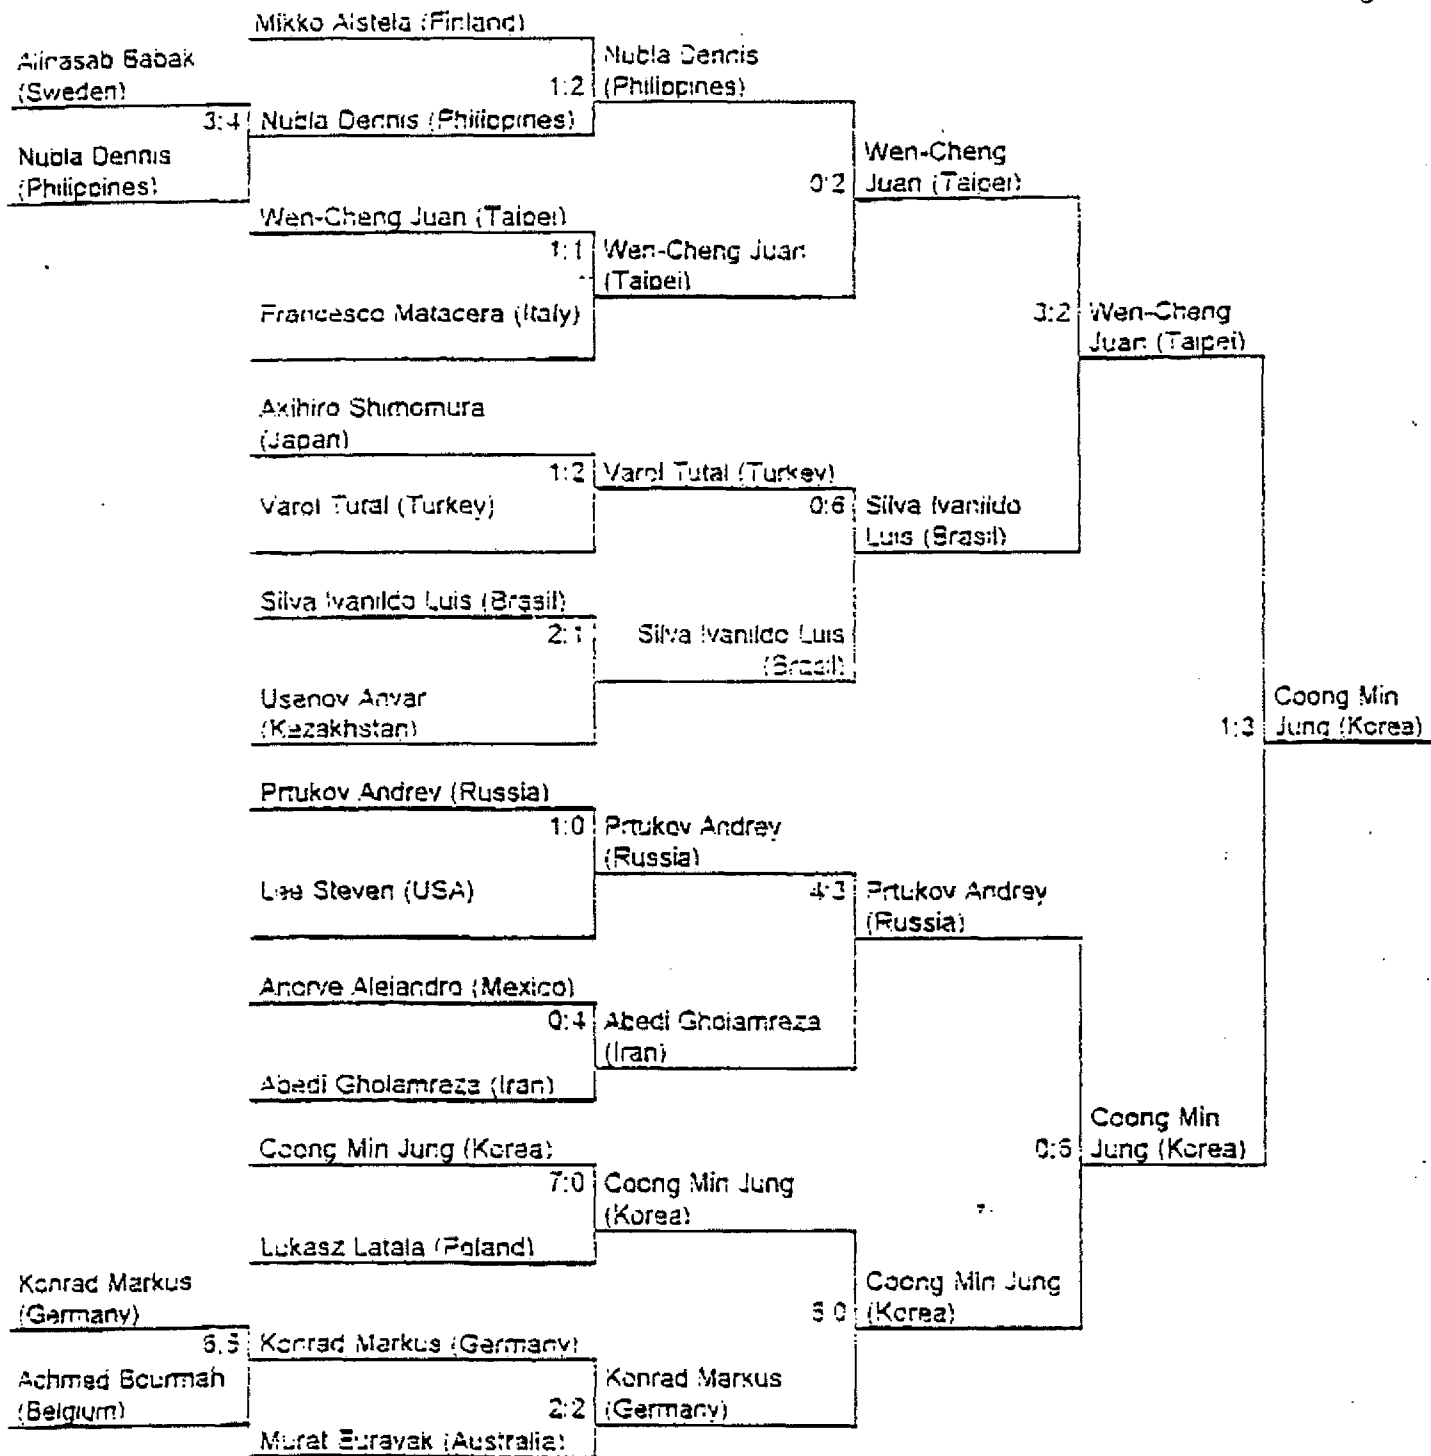 Mikko Alstela (Finland)
Alirasab Babak
(Sweden)
3:4
Nubla Dennis
(Philippines)
Nubla Dennis (Philippines)
1:2
Nubla Dennis
(Philippines)
Wen-Cheng Juan (Taipei)
1:1
Francesco Matacera (Italy)
Wen-Cheng Juan
(Taipei)
0:2
Wen-Cheng
Juan (Taipei)
Akihiro Shimomura
(Japan)
1:2
Varol Tutal (Turkey)
Varol Tutal (Turkey)
0:6
Silva Ivanildo
Luis (Brasil)
3:2
Wen-Cheng
Juan (Taipei)
Silva Ivanildo Luis (Brasil)
2:1
Usenov Anvar
(Kazakhstan)
Silva Ivanildo Luis
(Brasil)
1:3
Coong Min
Jung (Korea)
Prtukov Andrey (Russia)
1:0
Lee Steven (USA)
Prtukov Andrey
(Russia)
4:3
Prtukov Andrey
(Russia)
Anorve Alejandro (Mexico)
0:4
Abedi Gholamreza (Iran)
Abedi Gholamreza
(Iran)
Coong Min Jung (Korea)
7:0
Lukasz Latala (Poland)
Coong Min Jung
(Korea)
Coong Min
Jung (Korea)
Konrad Markus
(Germany)
Achmed Bourmah
(Belgium)
Konrad Markus (Germany)
2:2
Murat Euravak (Australia)
Konrad Markus
(Germany)
Coong Min Jung
(Korea)